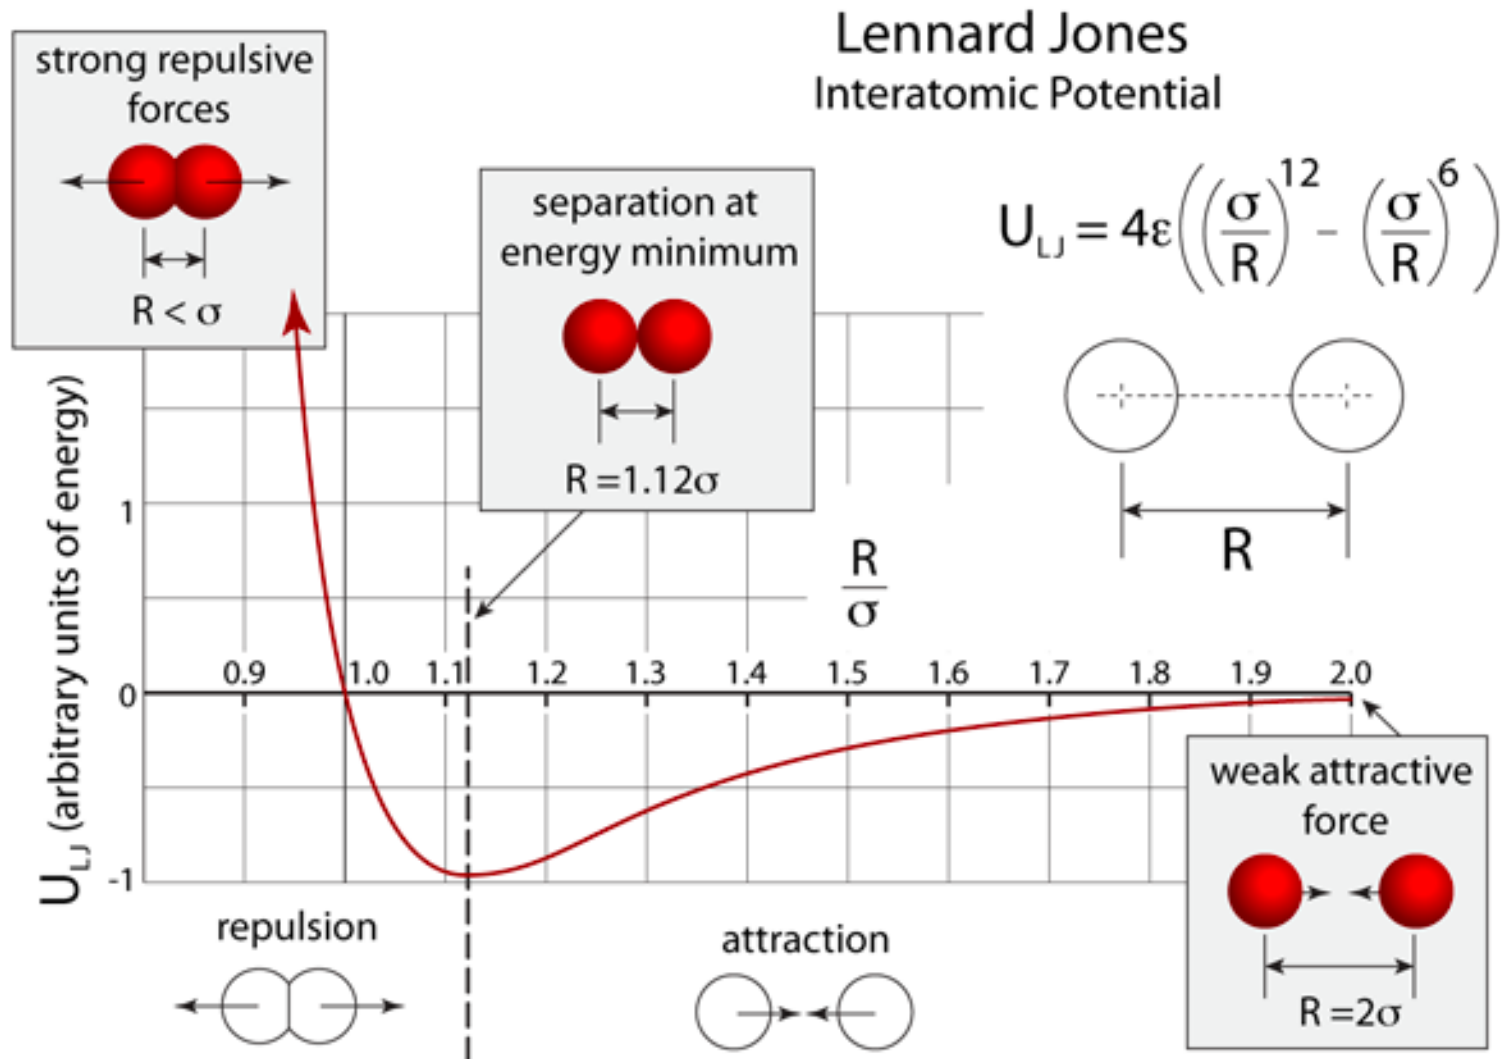 Lennard Jones
Interatomic Potential
strong repulsive
forces
R < σ
separation at
energy minimum
R =1.12σ
U_LJ = 4ε((σ/R)^12 - (σ/R)^6)
R
R
σ
U_LJ (arbitrary units of energy)
1
0
-1
0.9 1.0 1.1 1.2 1.3 1.4 1.5 1.6 1.7 1.8 1.9 2.0
weak attractive
force
R =2σ
repulsion
attraction